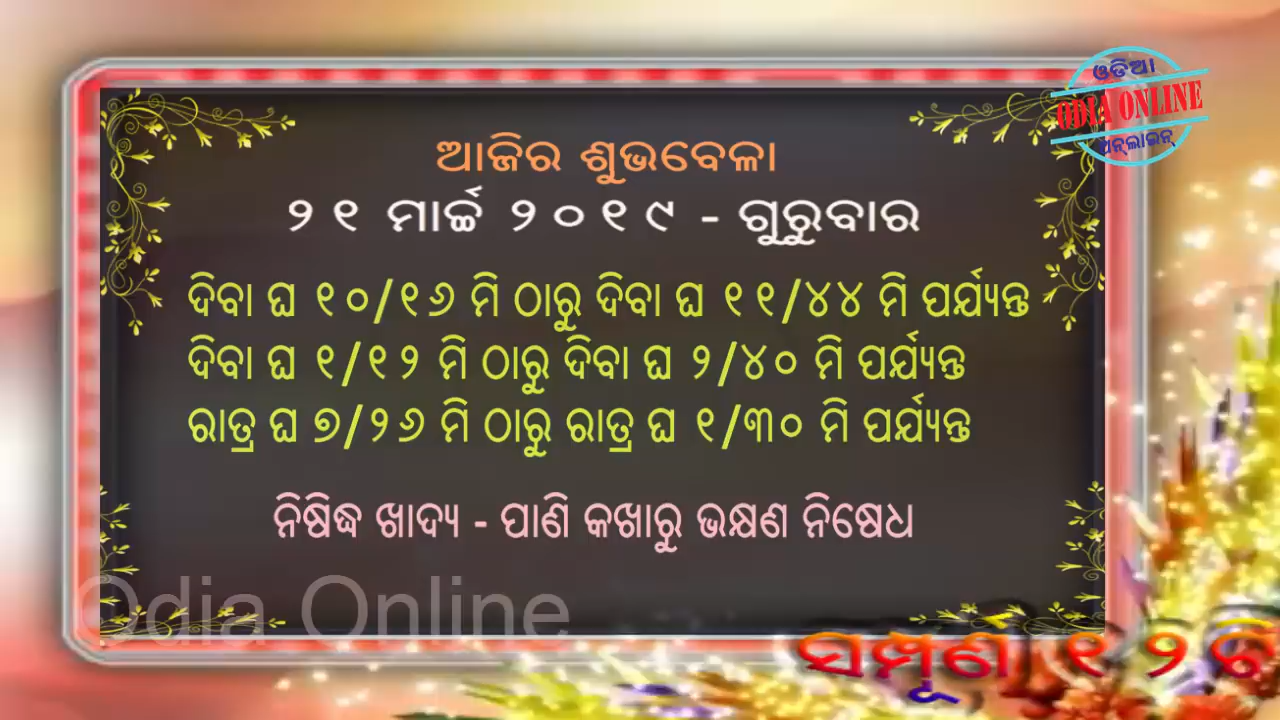 ଓଡିଆ
ODIA ONLINE
ଅନ୍‌ଲାଇନ୍
ଆଜିର ଶୁଭବେଳା
୨୧ ମାର୍ଚ୍ଚ ୨୦୧୯ - ଗୁରୁବାର
ଦିବା ଘ ୧୦/୧୬ ମି ଠାରୁ ଦିବା ଘ ୧୧/୪୪ ମି ପର୍ଯ୍ୟନ୍ତ
ଦିବା ଘ ୧/୧୨ ମି ଠାରୁ ଦିବା ଘ ୨/୪୦ ମି ପର୍ଯ୍ୟନ୍ତ
ରାତ୍ର ଘ ୭/୨୬ ମି ଠାରୁ ରାତ୍ର ଘ ୧/୩୦ ମି ପର୍ଯ୍ୟନ୍ତ
ନିଷିଦ୍ଧ ଖାଦ୍ୟ - ପାଣି କଖାରୁ ଭକ୍ଷଣ ନିଷେଧ
Odia Online
ସମ୍ପୂର୍ଣ ୧୨